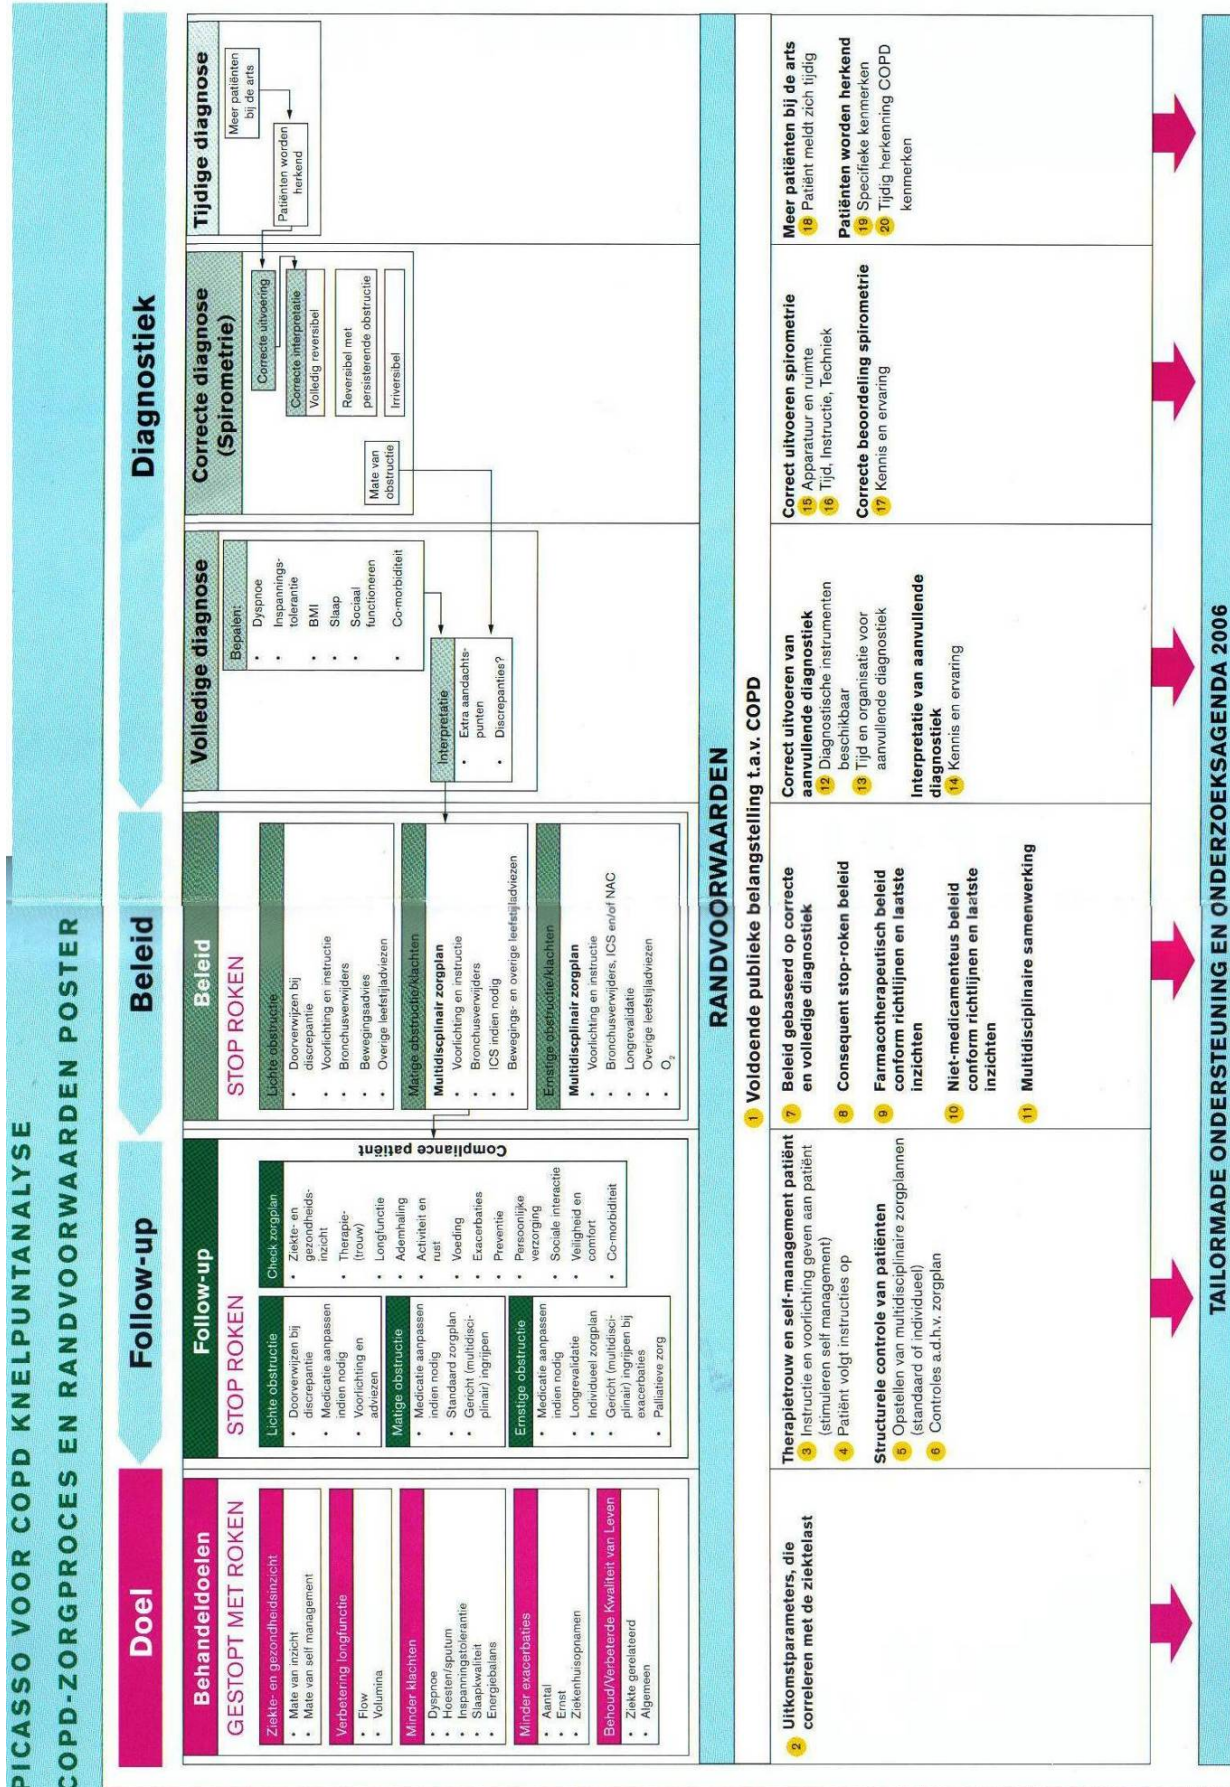 PICASSO VOOR COPD KNELPUNTANALYSE
COPD-ZORGPROCES EN RANDVOORWAARDEN POSTER
Doel
Follow-up
Beleid
Diagnostiek
Behandeldoelen
GESTOPT MET ROKEN
Ziekte- en gezondheidsinzicht
• Mate van inzicht
• Mate van self management
Verbetering longfunctie
• Flow
• Volumina
Minder klachten
• Dyspnoe
• Hoesten/sputum
• Inspanningstolerantie
• Slaapkwaliteit
• Energiebalans
Minder exacerbaties
• Aantal
• Ernst
• Ziekenhuisopnamen
Behoud/Verbeterde Kwaliteit van Leven
• Ziekte gerelateerd
• Algemeen
Follow-up
STOP ROKEN
Lichte obstructie
• Doorverwijzen bij
discrepantie
• Medicatie aanpassen
indien nodig
• Voorlichting en
adviezen
Matige obstructie
• Medicatie aanpassen
indien nodig
• Standaard zorgplan
• Gericht (multidisci-
plinair) ingrijpen
Ernstige obstructie
• Medicatie aanpassen
indien nodig
• Longrevalidatie
• Individueel zorgplan
• Gericht (multidisci-
plinair) ingrijpen bij
exacerbaties
• Palliatieve zorg
Check zorgplan
• Ziekte- en
gezondheids-
inzicht
• Therapie-
(trouw)
• Longfunctie
• Ademhaling
• Activiteit en
rust
• Voeding
• Exacerbaties
• Preventie
• Persoonlijke
verzorging
• Sociale interactie
• Veiligheid en
comfort
• Co-morbiditeit
Compliance patiënt
Beleid
STOP ROKEN
Lichte obstructie
• Doorverwijzen bij
discrepantie
• Voorlichting en instructie
• Bronchusverwijders
• Bewegingsadvies
• Overige leefstijladviezen
Matige obstructie/klachten
Multidiscplinair zorgplan
• Voorlichting en instructie
• Bronchusverwijders
• ICS indien nodig
• Bewegings- en overige leefstijladviezen
Ernstige obstructie/klachten
Multidiscplinair zorgplan
• Voorlichting en instructie
• Bronchusverwijders, ICS en/of NAC
• Longrevalidatie
• Overige leefstijladviezen
• O₂
Volledige diagnose
Bepalen:
• Dyspnoe
• Inspannings-
tolerantie
• BMI
• Slaap
• Sociaal
functioneren
• Co-morbiditeit
Interpretatie
• Extra aandachts-
punten
• Discrepanties?
Correcte diagnose
(Spirometrie)
Correcte uitvoering
Correcte interpretatie
Volledig reversibel
Reversibel met
persisterende obstructie
Irriversibel
Mate van
obstructie
Tijdige diagnose
Meer patiënten
bij de arts
Patiënten worden
herkend
RANDVOORWAARDEN
1 Voldoende publieke belangstelling t.a.v. COPD
2 Uitkomstparameters, die
correleren met de ziektelast
Therapietrouw en self-management patiënt
3 Instructie en voorlichting geven aan patiënt
(stimuleren self management)
4 Patiënt volgt instructies op
Structurele controle van patiënten
5 Opstellen van multidisciplinaire zorgplannen
(standaard of individueel)
6 Controles a.d.h.v. zorgplan
7 Beleid gebaseerd op correcte
en volledige diagnostiek
8 Consequent stop-roken beleid
9 Farmacotherapeutisch beleid
conform richtlijnen en laatste
inzichten
10 Niet-medicamenteus beleid
conform richtlijnen en laatste
inzichten
11 Multidisciplinaire samenwerking
Correct uitvoeren van
aanvullende diagnostiek
12 Diagnostische instrumenten
beschikbaar
13 Tijd en organisatie voor
aanvullende diagnostiek
Interpretatie van aanvullende
diagnostiek
14 Kennis en ervaring
Correct uitvoeren spirometrie
15 Apparatuur en ruimte
16 Tijd, Instructie, Techniek
Correcte beoordeling spirometrie
17 Kennis en ervaring
Meer patiënten bij de arts
18 Patiënt meldt zich tijdig
Patiënten worden herkend
19 Specifieke kenmerken
20 Tijdig herkenning COPD
kenmerken
TAILORMADE ONDERSTEUNING EN ONDERZOEKSAGENDA 2006